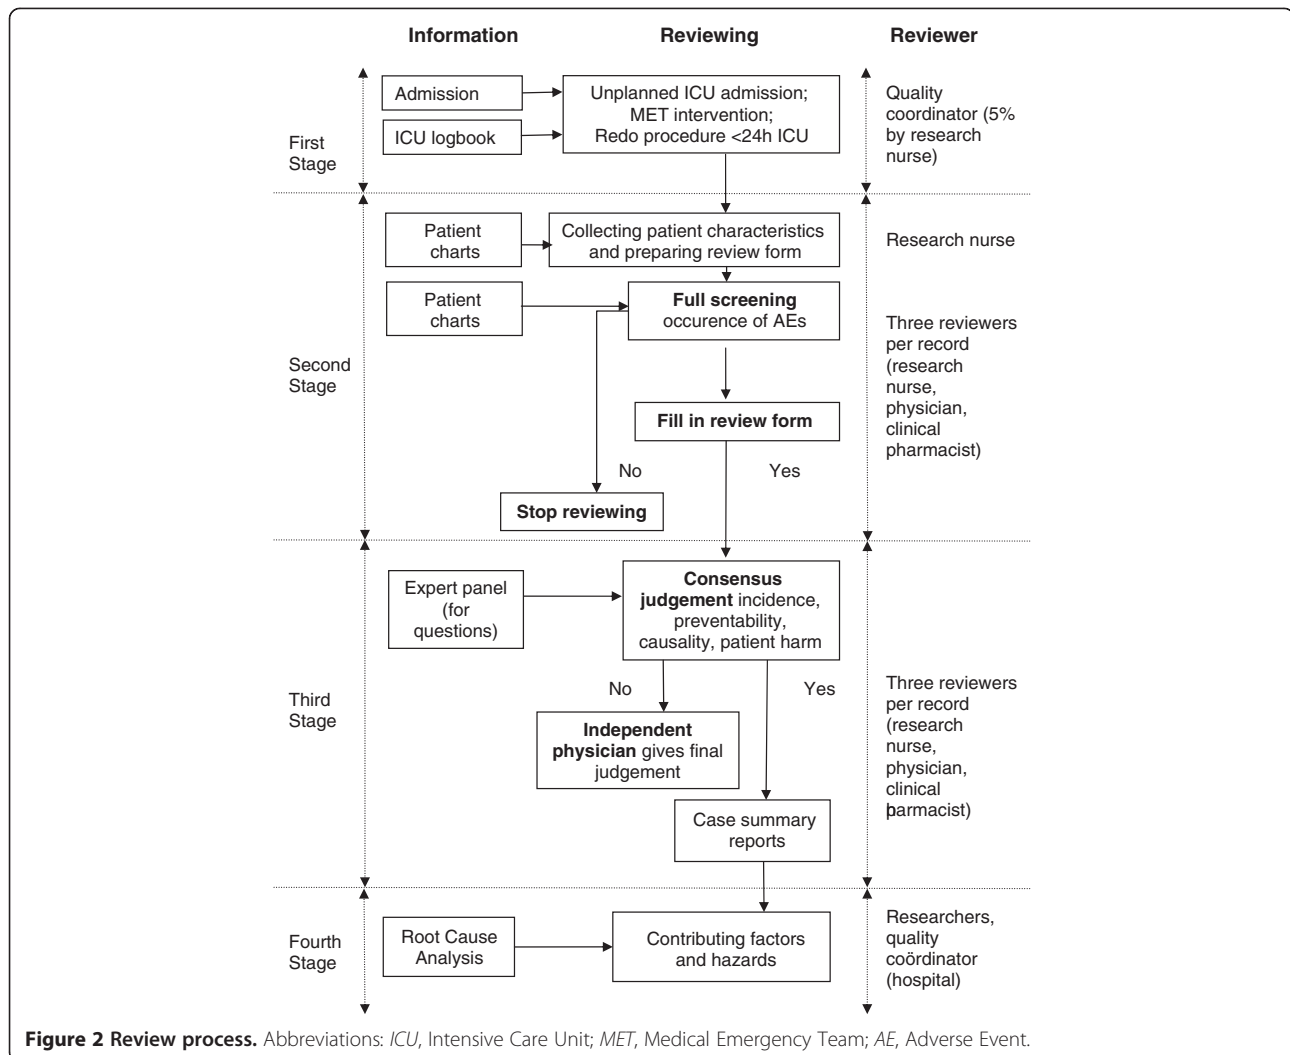 Information
Reviewing
Reviewer
First
Stage
Admission
ICU logbook
Unplanned ICU admission;
MET intervention;
Redo procedure <24h ICU
Quality
coordinator (5%
by research
nurse)
Second
Stage
Patient
charts
Collecting patient characteristics
and preparing review form
Research nurse
Patient
charts
Full screening
occurence of AEs
Three reviewers
per record
(research
nurse,
physician,
clinical
pharmacist)
Fill in review form
No
Yes
Stop reviewing
Third
Stage
Expert panel
(for
questions)
Consensus
judgement incidence,
preventability,
causality, patient harm
No
Yes
Independent
physician gives final
judgement
Case summary
reports
Three reviewers
per record
(research
nurse,
physician,
clinical
pharmacist)
Fourth
Stage
Root Cause
Analysis
Contributing factors
and hazards
Researchers,
quality
coördinator
(hospital)
Figure 2 Review process. Abbreviations: ICU, Intensive Care Unit; MET, Medical Emergency Team; AE, Adverse Event.